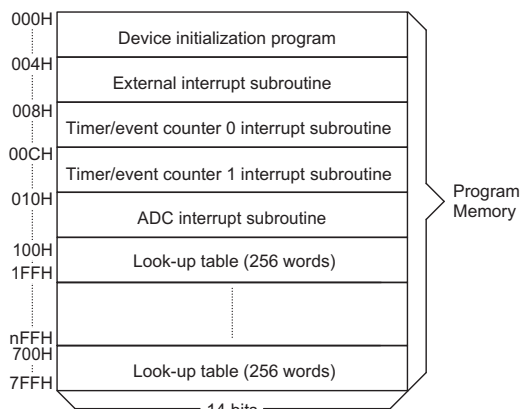 000H
Device initialization program
004H
External interrupt subroutine
008H
Timer/event counter 0 interrupt subroutine
00CH
Timer/event counter 1 interrupt subroutine
010H
ADC interrupt subroutine
100H
Look-up table (256 words)
1FFH
nFFH
700H
Look-up table (256 words)
7FFH
14 bits
Program
Memory